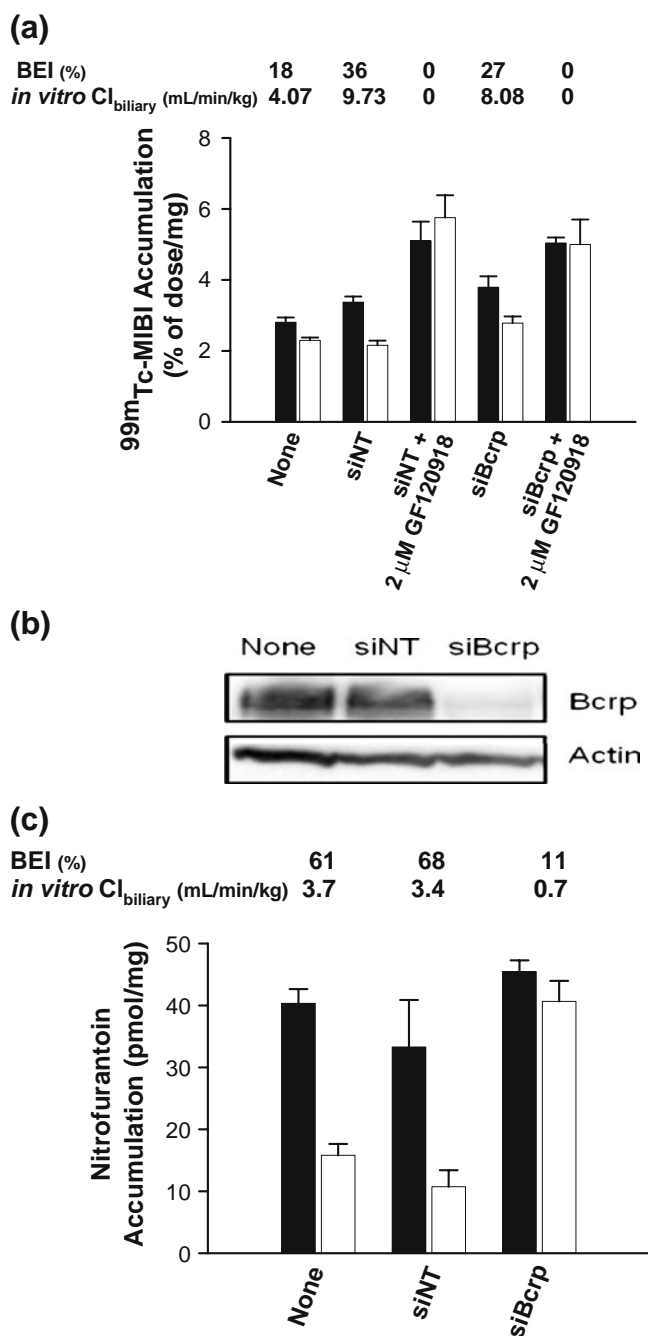 (a)
BEI (%) 18 36 0 27 0
in vitro Cl_biliary (mL/min/kg) 4.07 9.73 0 8.08 0
99mTc-MIBI Accumulation
(% of dose/mg)
8
6
4
2
0
None
siNT
siNT +
2 μM GF120918
siBcrp
siBcrp +
2 μM GF120918
(b)
None siNT siBcrp
Bcrp
Actin
(c)
BEI (%) 61 68 11
in vitro Cl_biliary (mL/min/kg) 3.7 3.4 0.7
Nitrofurantoin
Accumulation (pmol/mg)
50
40
30
20
10
0
None
siNT
siBcrp